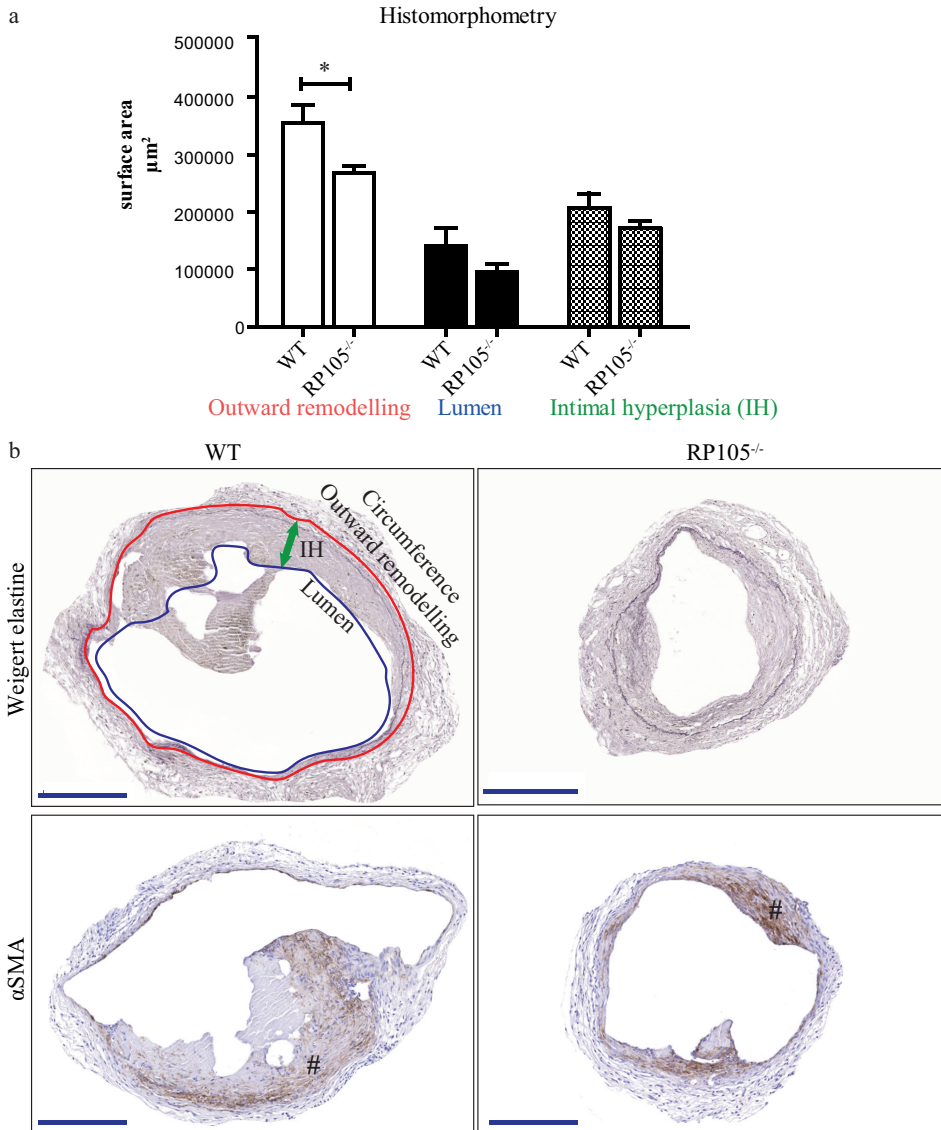 a
Histomorphometry
surface area
µm²
500000
400000
300000
200000
100000
0
*
WT
RP105-/-
WT
RP105-/-
WT
RP105-/-
Outward remodelling
Lumen
Intimal hyperplasia (IH)
b
WT
RP105-/-
Weigert elastine
Circumference
Outward remodelling
IH
Lumen
αSMA
#
#